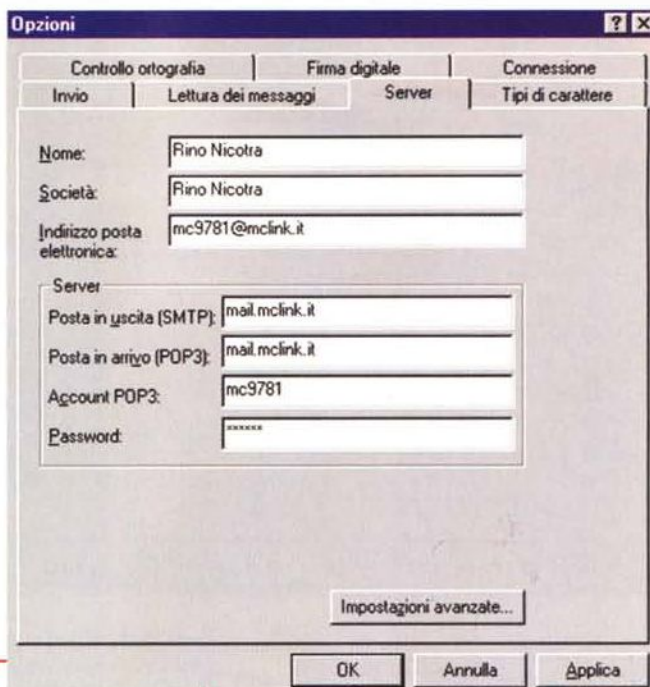 Opzioni
Controllo ortografia Firma digitale Connessione
Invio Lettura dei messaggi Server Tipi di carattere
Nome: Rino Nicotra
Società: Rino Nicotra
Indirizzo posta elettronica: mc9781@mclink.it
Server
Posta in uscita (SMTP): mail.mclink.it
Posta in arrivo (POP3): mail.mclink.it
Account POP3: mc9781
Password: ××××××
Impostazioni avanzate...
OK Annulla Applica